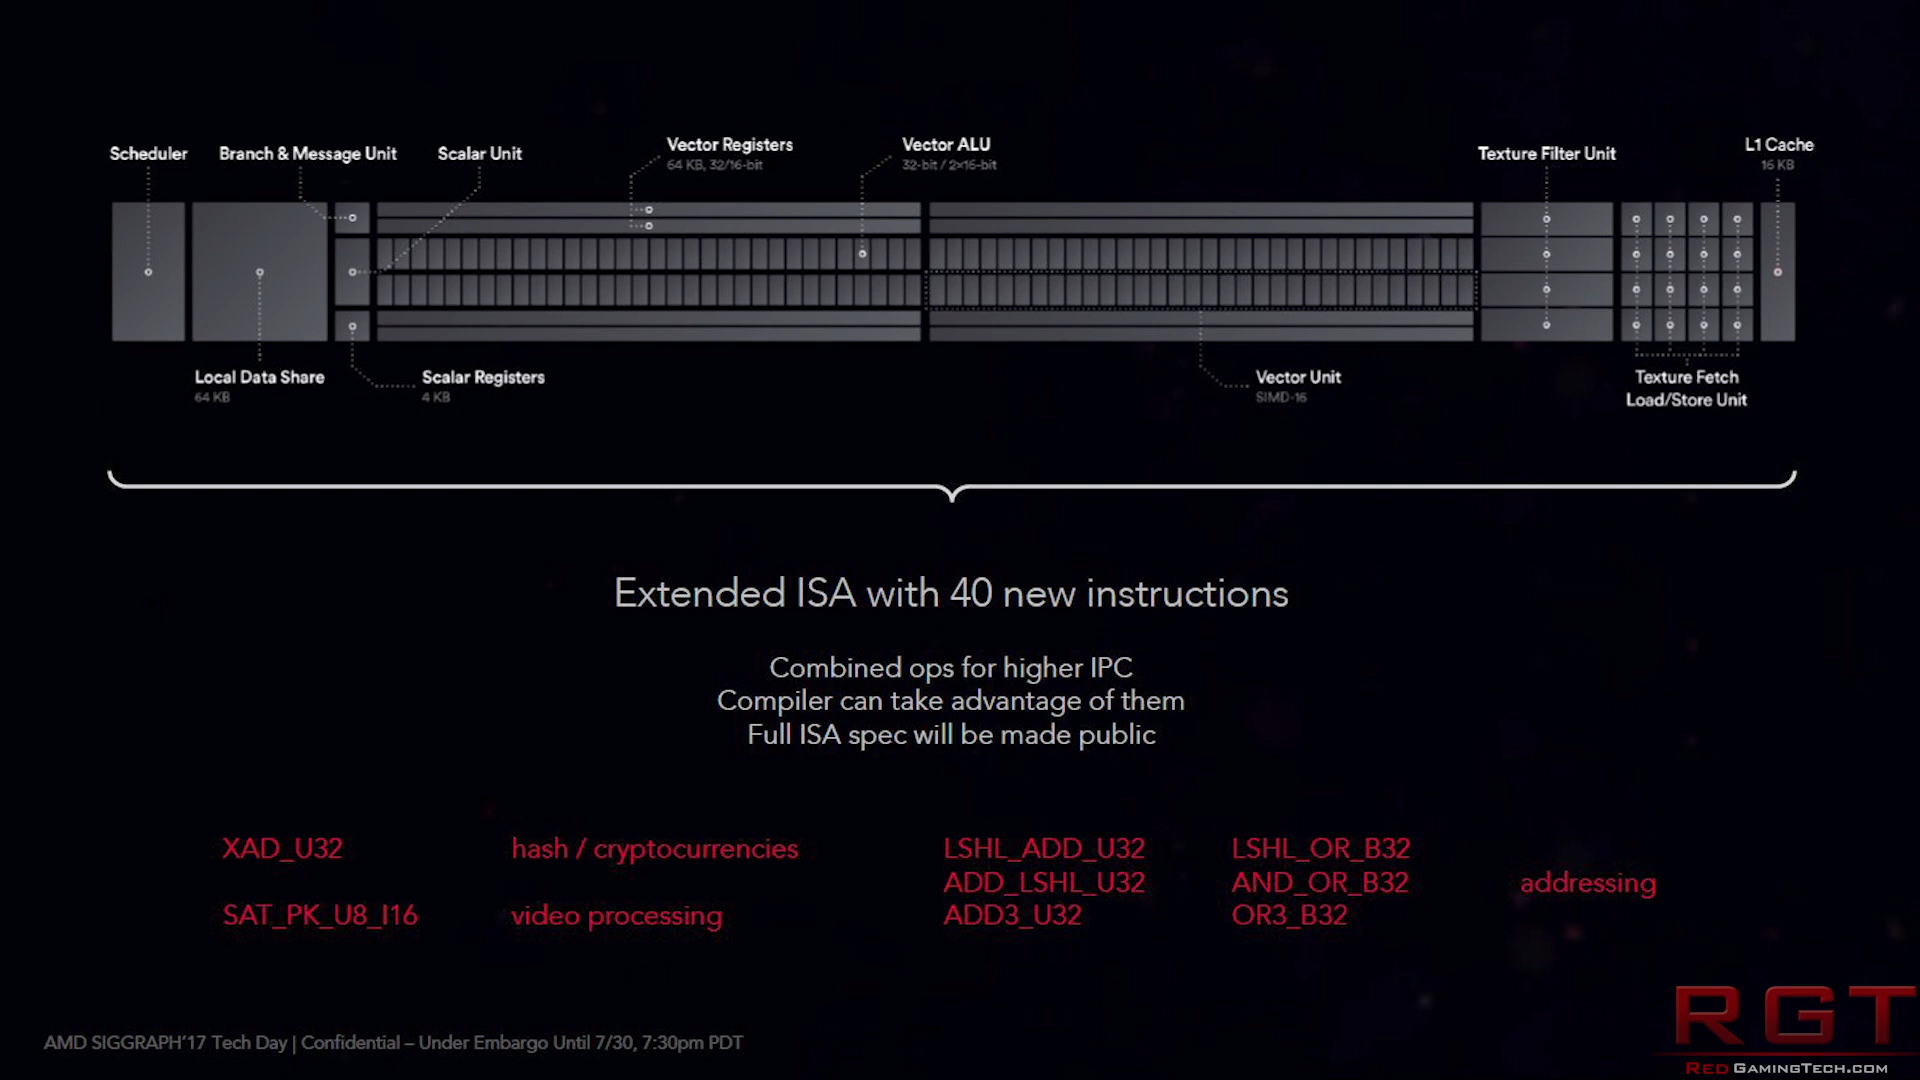 Scheduler
Branch & Message Unit
Scalar Unit
Vector Registers
64 KB, 32/16-bit
Vector ALU
32-bit / 2×16-bit
Texture Filter Unit
L1 Cache
16 KB
Local Data Share
64 KB
Scalar Registers
4 KB
Vector Unit
SIMD-16
Texture Fetch
Load/Store Unit
Extended ISA with 40 new instructions
Combined ops for higher IPC
Compiler can take advantage of them
Full ISA spec will be made public
XAD_U32 hash / cryptocurrencies LSHL_ADD_U32 LSHL_OR_B32
ADD_LSHL_U32 AND_OR_B32 addressing
SAT_PK_U8_I16 video processing ADD3_U32 OR3_B32
AMD SIGGRAPH'17 Tech Day | Confidential – Under Embargo Until 7/30, 7:30pm PDT
RGT
RED GAMINGTECH.COM